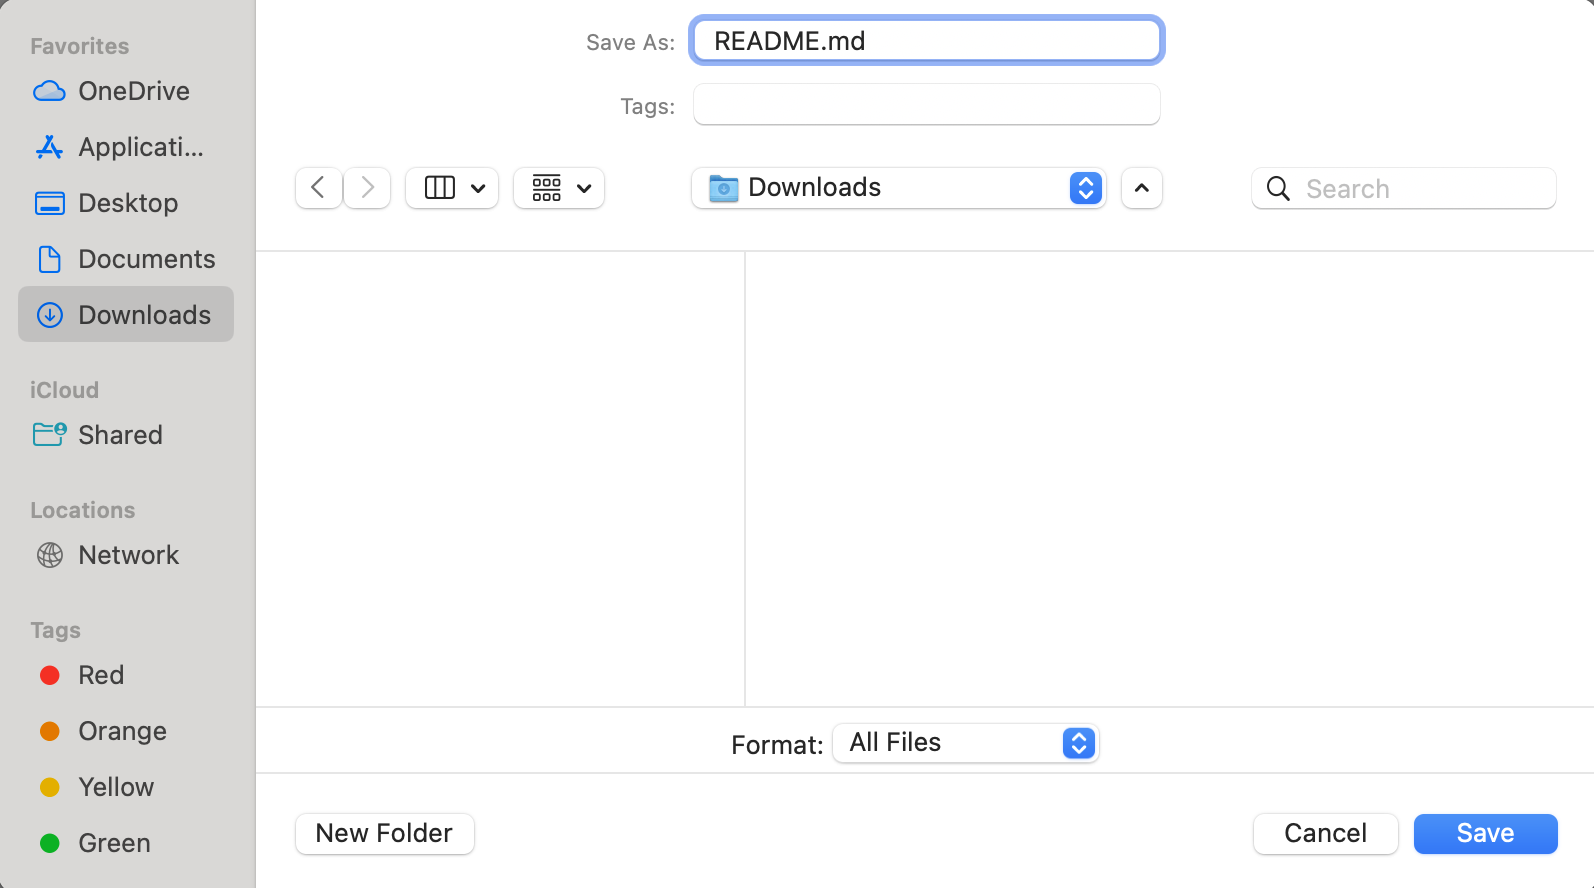 Favorites
OneDrive
Applicati...
Desktop
Documents
Downloads
iCloud
Shared
Locations
Network
Tags
Red
Orange
Yellow
Green
Save As: README.md
Tags:
Downloads
Search
Format: All Files
New Folder
Cancel
Save